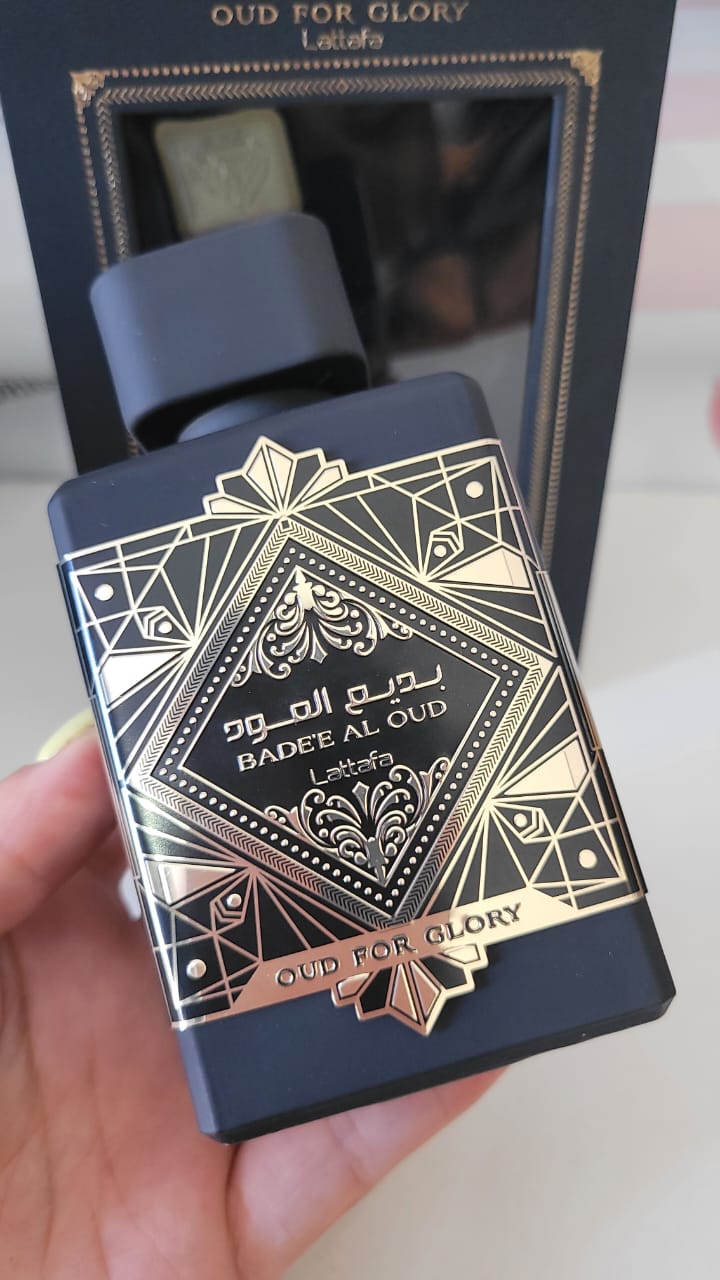 OUD FOR GLORY
Lattafa
بديع العود
BADE'E AL OUD
Lattafa
OUD FOR GLORY